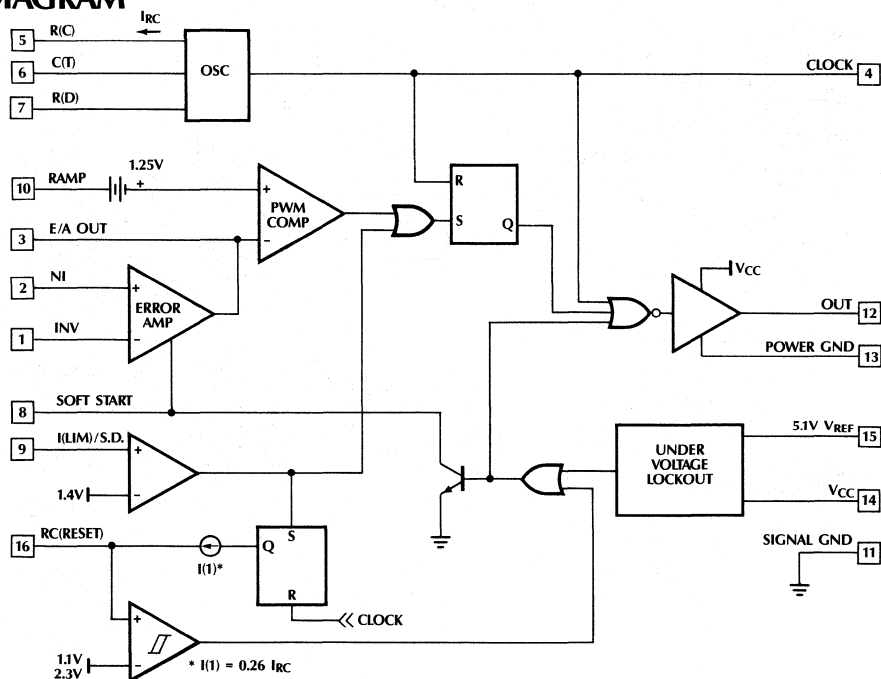 I_RC
5 R(C)
6 C(T)
7 R(D)
OSC
CLOCK 4
10 RAMP
1.25V
+
+
PWM
COMP
−
3 E/A OUT
R
S
Q
2 NI
+
ERROR
AMP
−
1 INV
VCC
OUT 12
POWER GND 13
8 SOFT START
9 I(LIM)/S.D.
+
1.4V
−
UNDER
VOLTAGE
LOCKOUT
5.1V VREF 15
VCC 14
16 RC(RESET)
I(1)*
Q
S
R
CLOCK
SIGNAL GND 11
+
1.1V
2.3V
−
* I(1) = 0.26 IRC